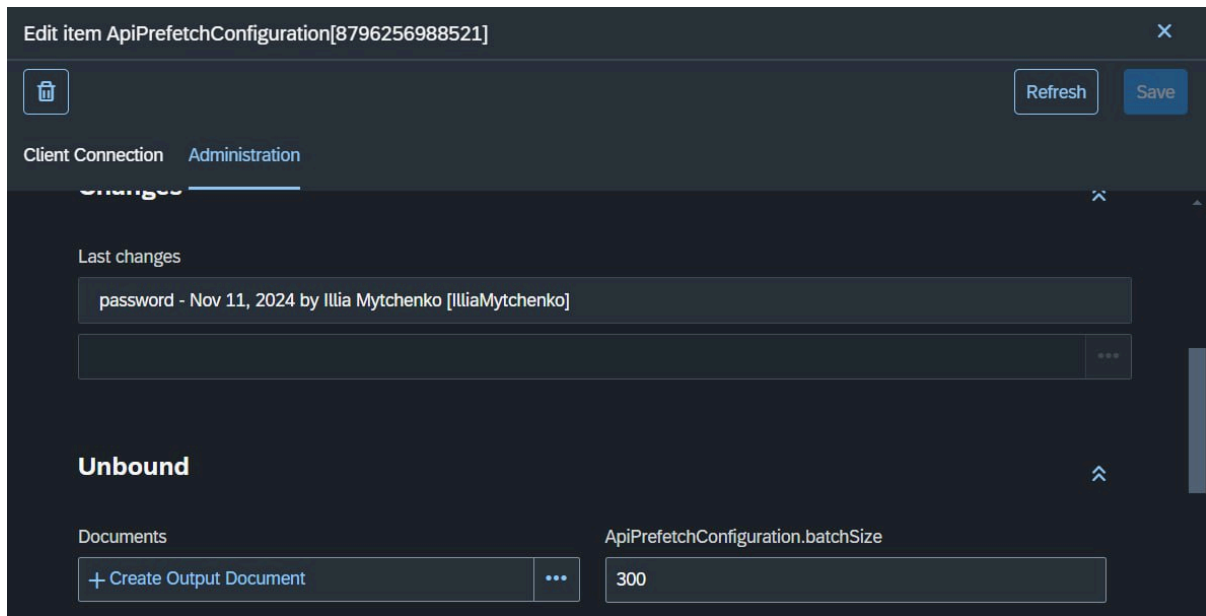 Edit item ApiPrefetchConfiguration[8796256988521]
Refresh
Save
Client Connection
Administration
Changes
Last changes
password - Nov 11, 2024 by Illia Mytchenko [IlliaMytchenko]
Unbound
Documents
ApiPrefetchConfiguration.batchSize
+ Create Output Document
300